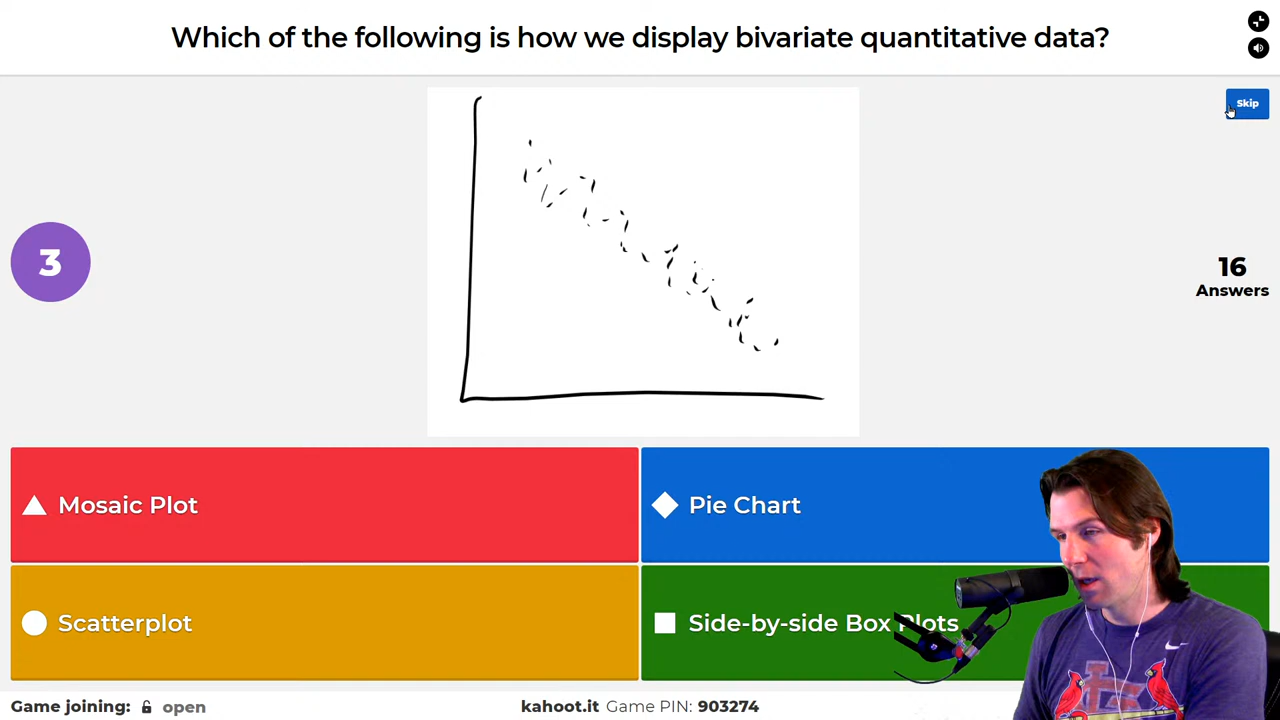 Which of the following is how we display bivariate quantitative data?
Skip
3
16
Answers
Mosaic Plot
Pie Chart
Scatterplot
Side-by-side Box Plots
Game joining: open
kahoot.it Game PIN: 903274